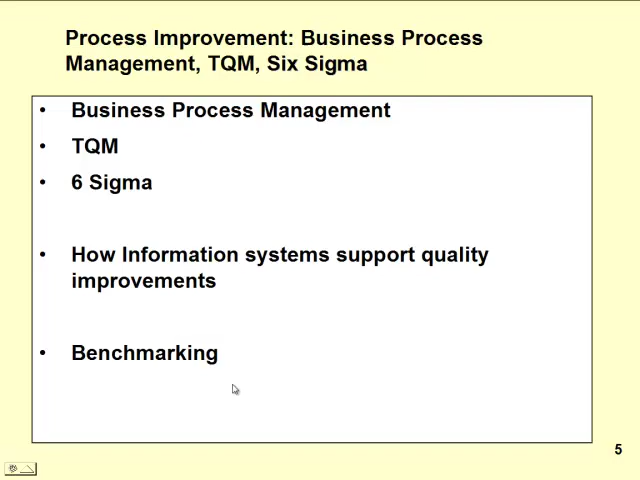 Process Improvement: Business Process
Management, TQM, Six Sigma
• Business Process Management
• TQM
• 6 Sigma
• How Information systems support quality
improvements
• Benchmarking
5